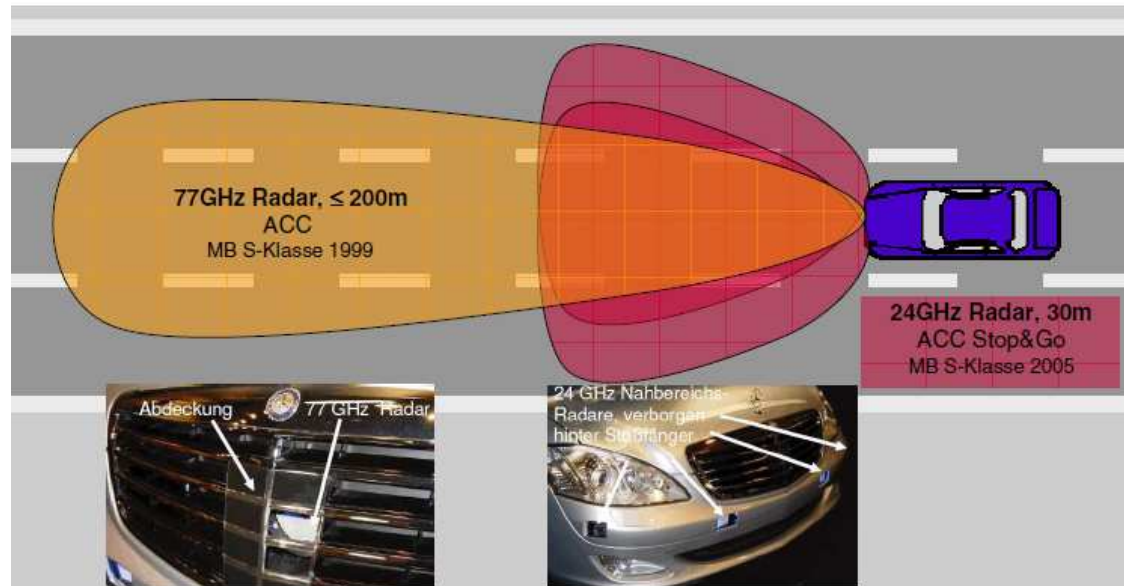 77GHz Radar, ≤ 200m
ACC
MB S-Klasse 1999
24GHz Radar, 30m
ACC Stop&Go
MB S-Klasse 2005
Abdeckung
77 GHz Radar
24 GHz Nahbereichs-
Radare, verborgen
hinter Stoßfänger